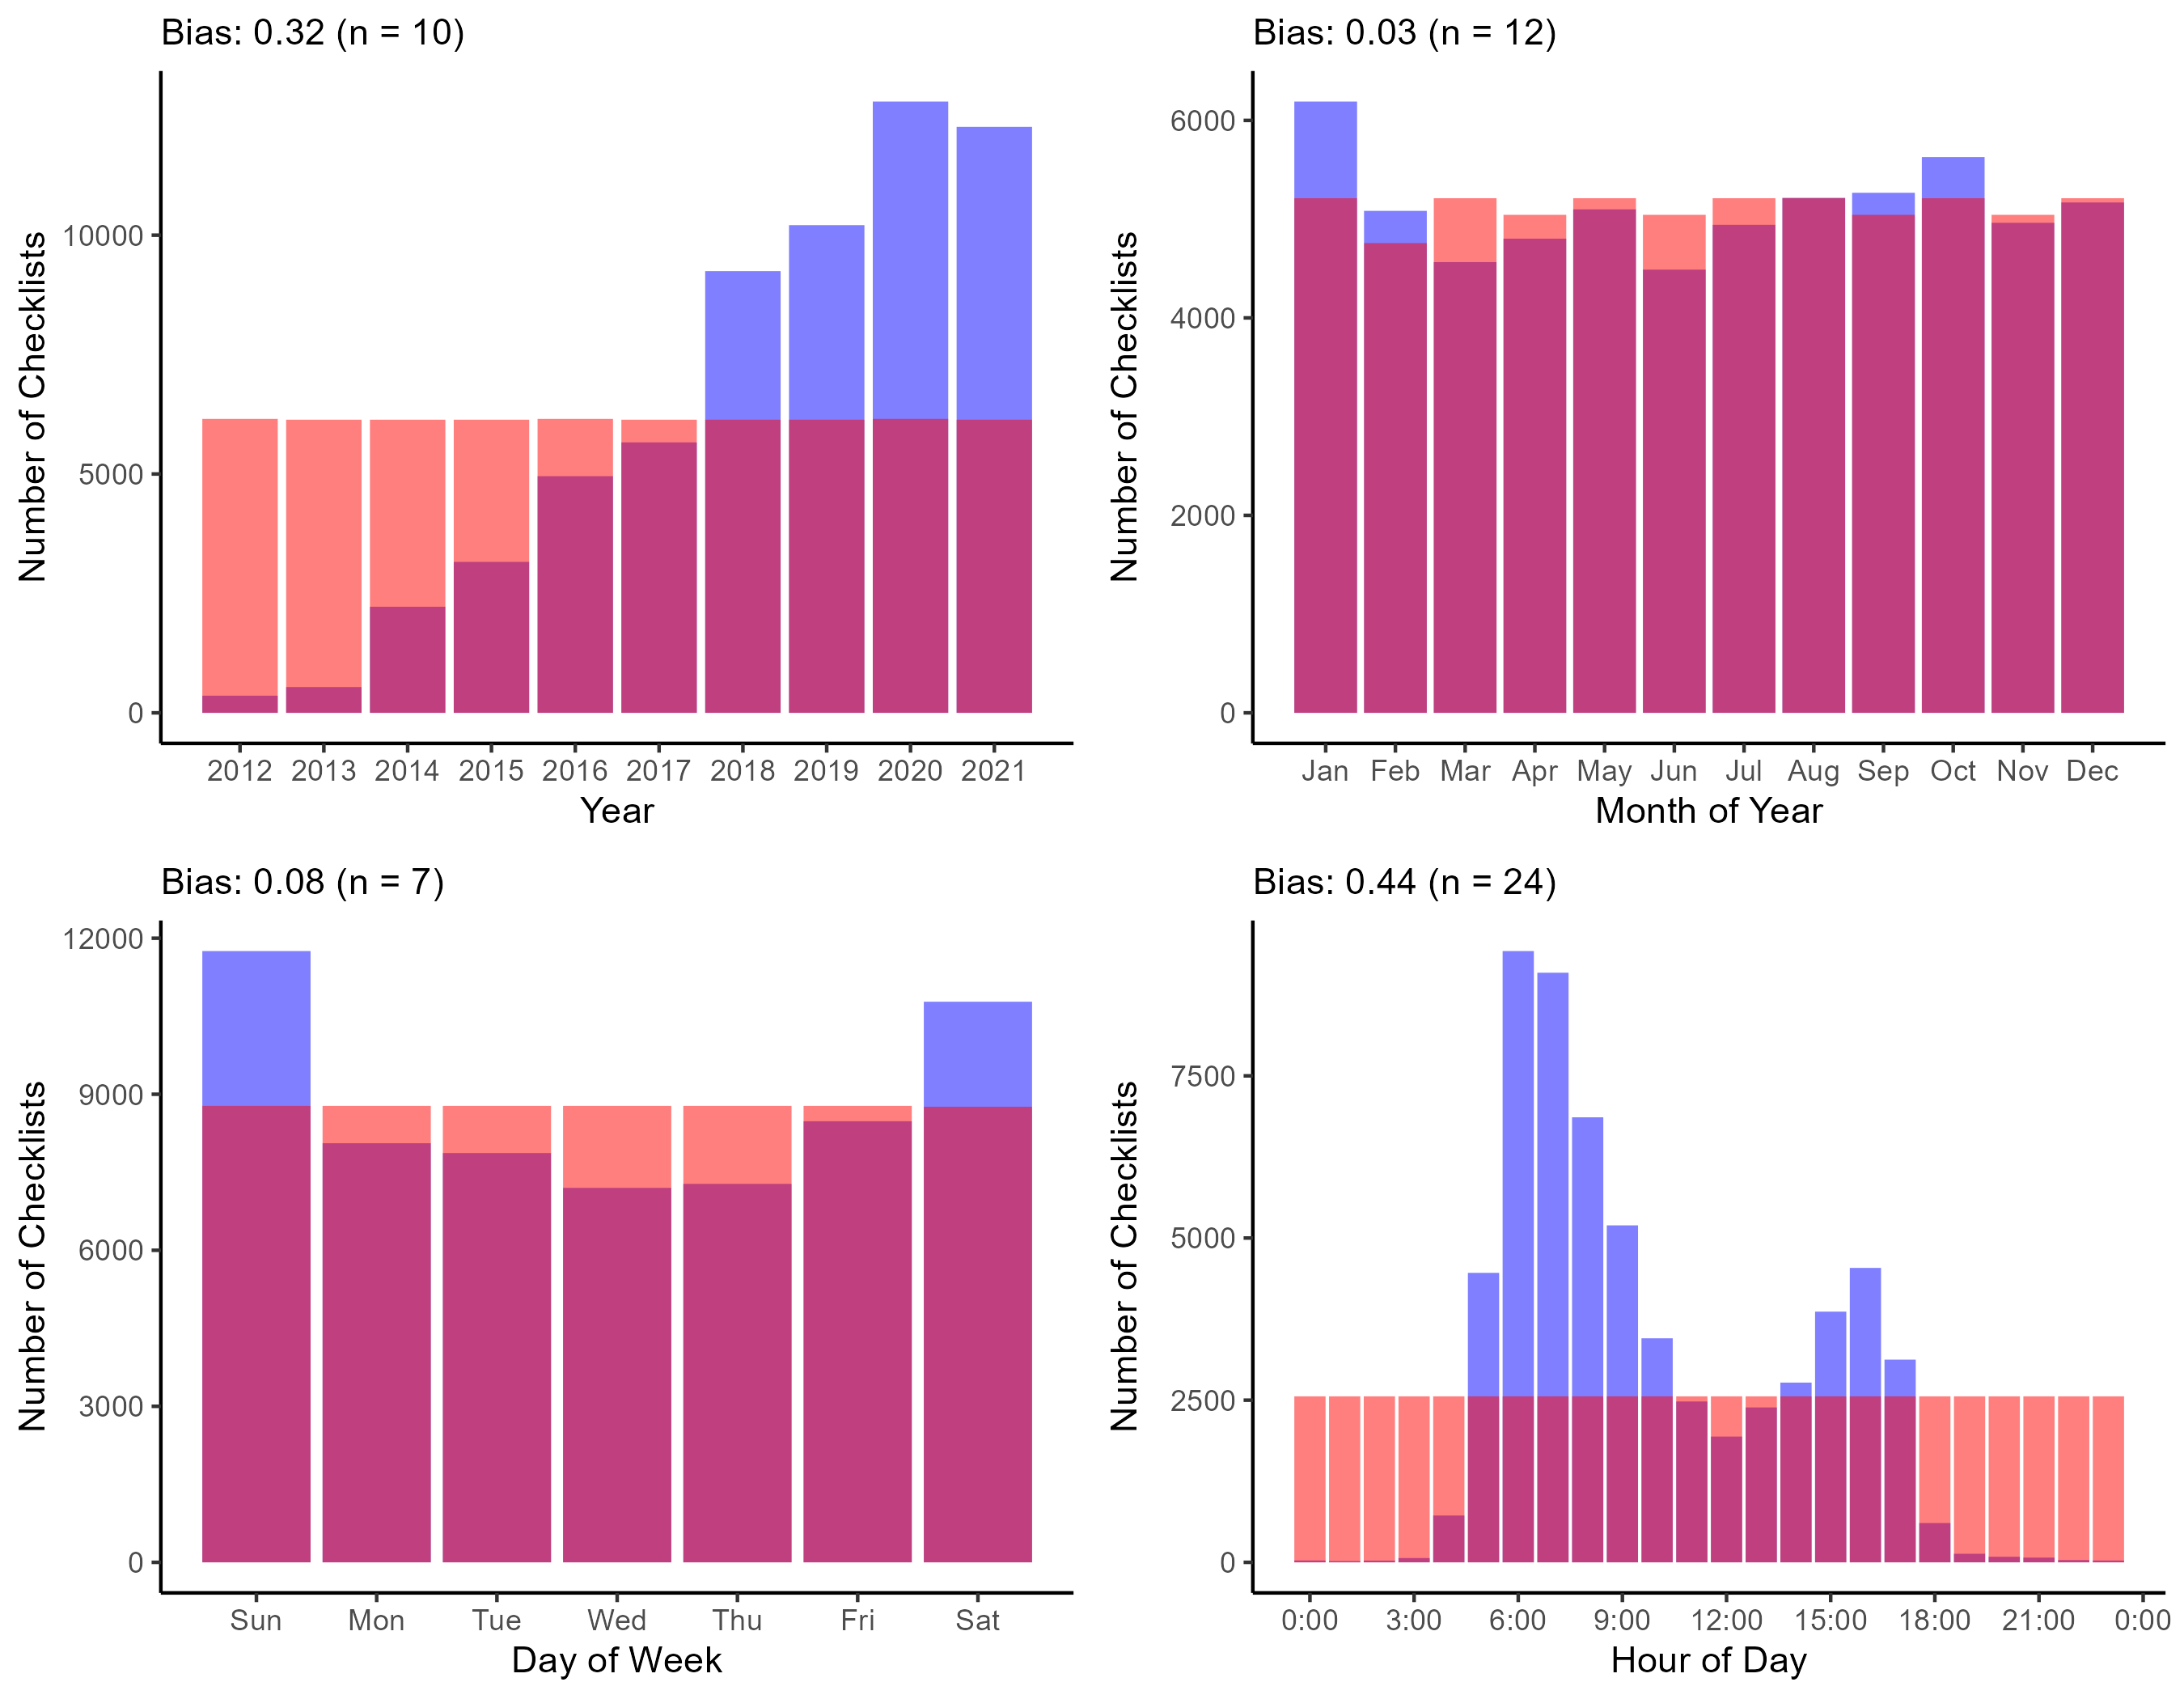 Bias: 0.32 (n = 10)
Number of Checklists
10000
5000
0
2012 2013 2014 2015 2016 2017 2018 2019 2020 2021
Year
Bias: 0.03 (n = 12)
Number of Checklists
6000
4000
2000
0
Jan Feb Mar Apr May Jun Jul Aug Sep Oct Nov Dec
Month of Year
Bias: 0.08 (n = 7)
Number of Checklists
12000
9000
6000
3000
0
Sun Mon Tue Wed Thu Fri Sat
Day of Week
Bias: 0.44 (n = 24)
Number of Checklists
7500
5000
2500
0
0:00 3:00 6:00 9:00 12:00 15:00 18:00 21:00 0:00
Hour of Day